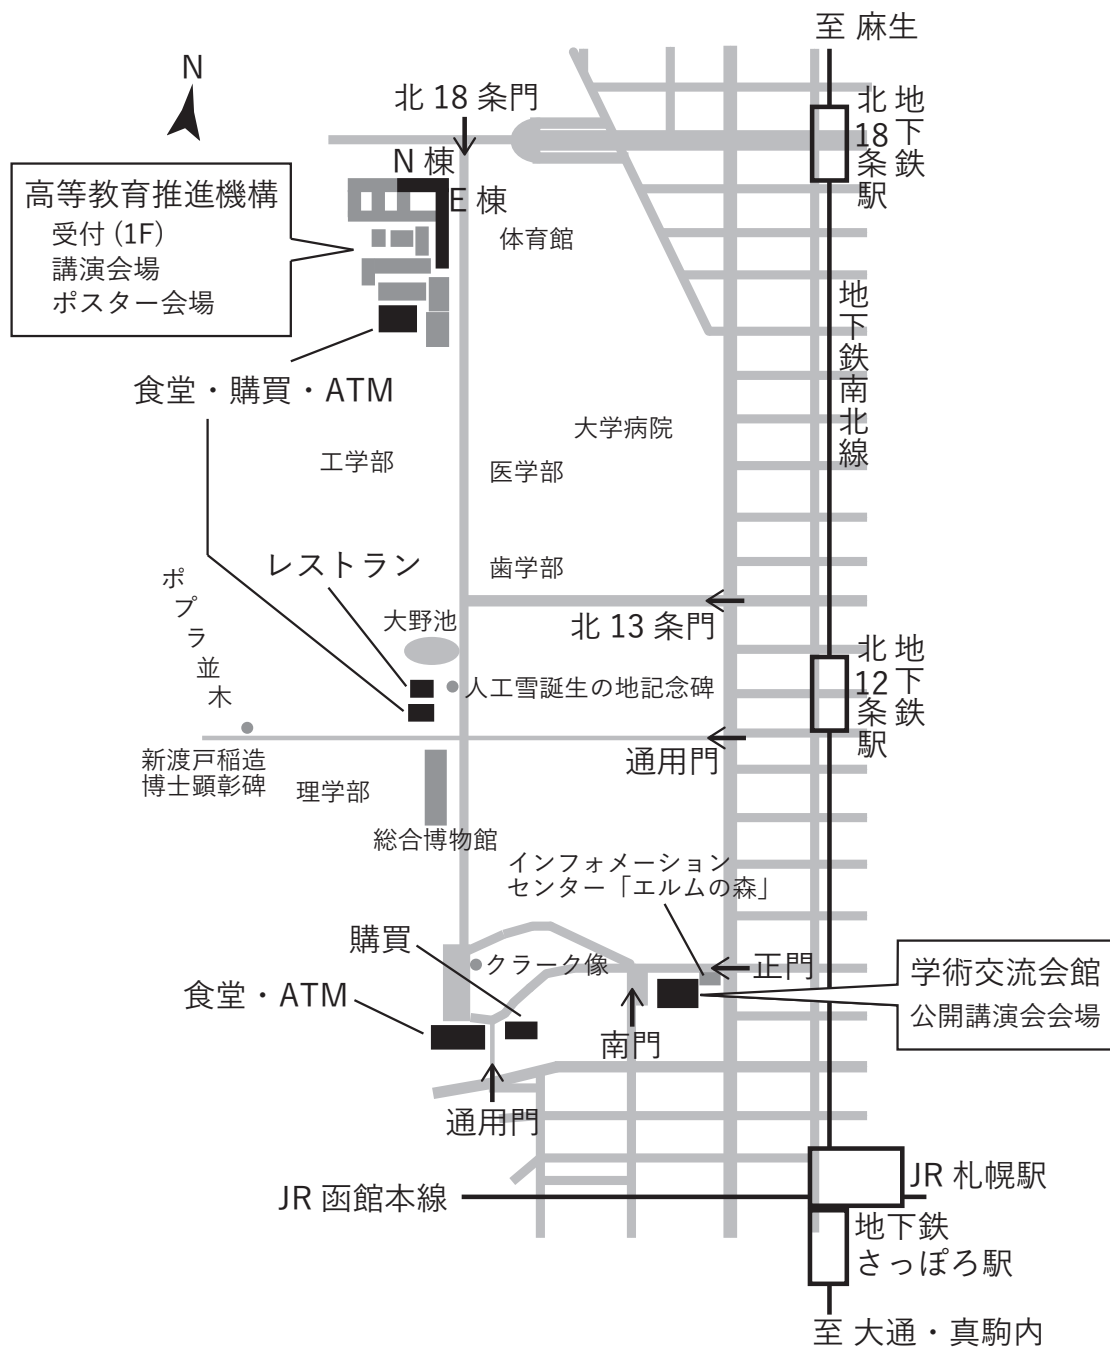 至 麻生
N
北 18 条門
地下鉄
北18条駅
N 棟
E 棟
高等教育推進機構
受付 (1F)
講演会場
ポスター会場
体育館
地下鉄南北線
食堂・購買・ATM
大学病院
工学部
医学部
レストラン
歯学部
ポプラ並木
大野池
北 13 条門
地下鉄
北12条駅
人工雪誕生の地記念碑
新渡戸稲造
博士顕彰碑
通用門
理学部
総合博物館
インフォメーション
センター「エルムの森」
購買
クラーク像
正門
学術交流会館
公開講演会会場
食堂・ATM
南門
通用門
JR 札幌駅
JR 函館本線
地下鉄
さっぽろ駅
至 大通・真駒内